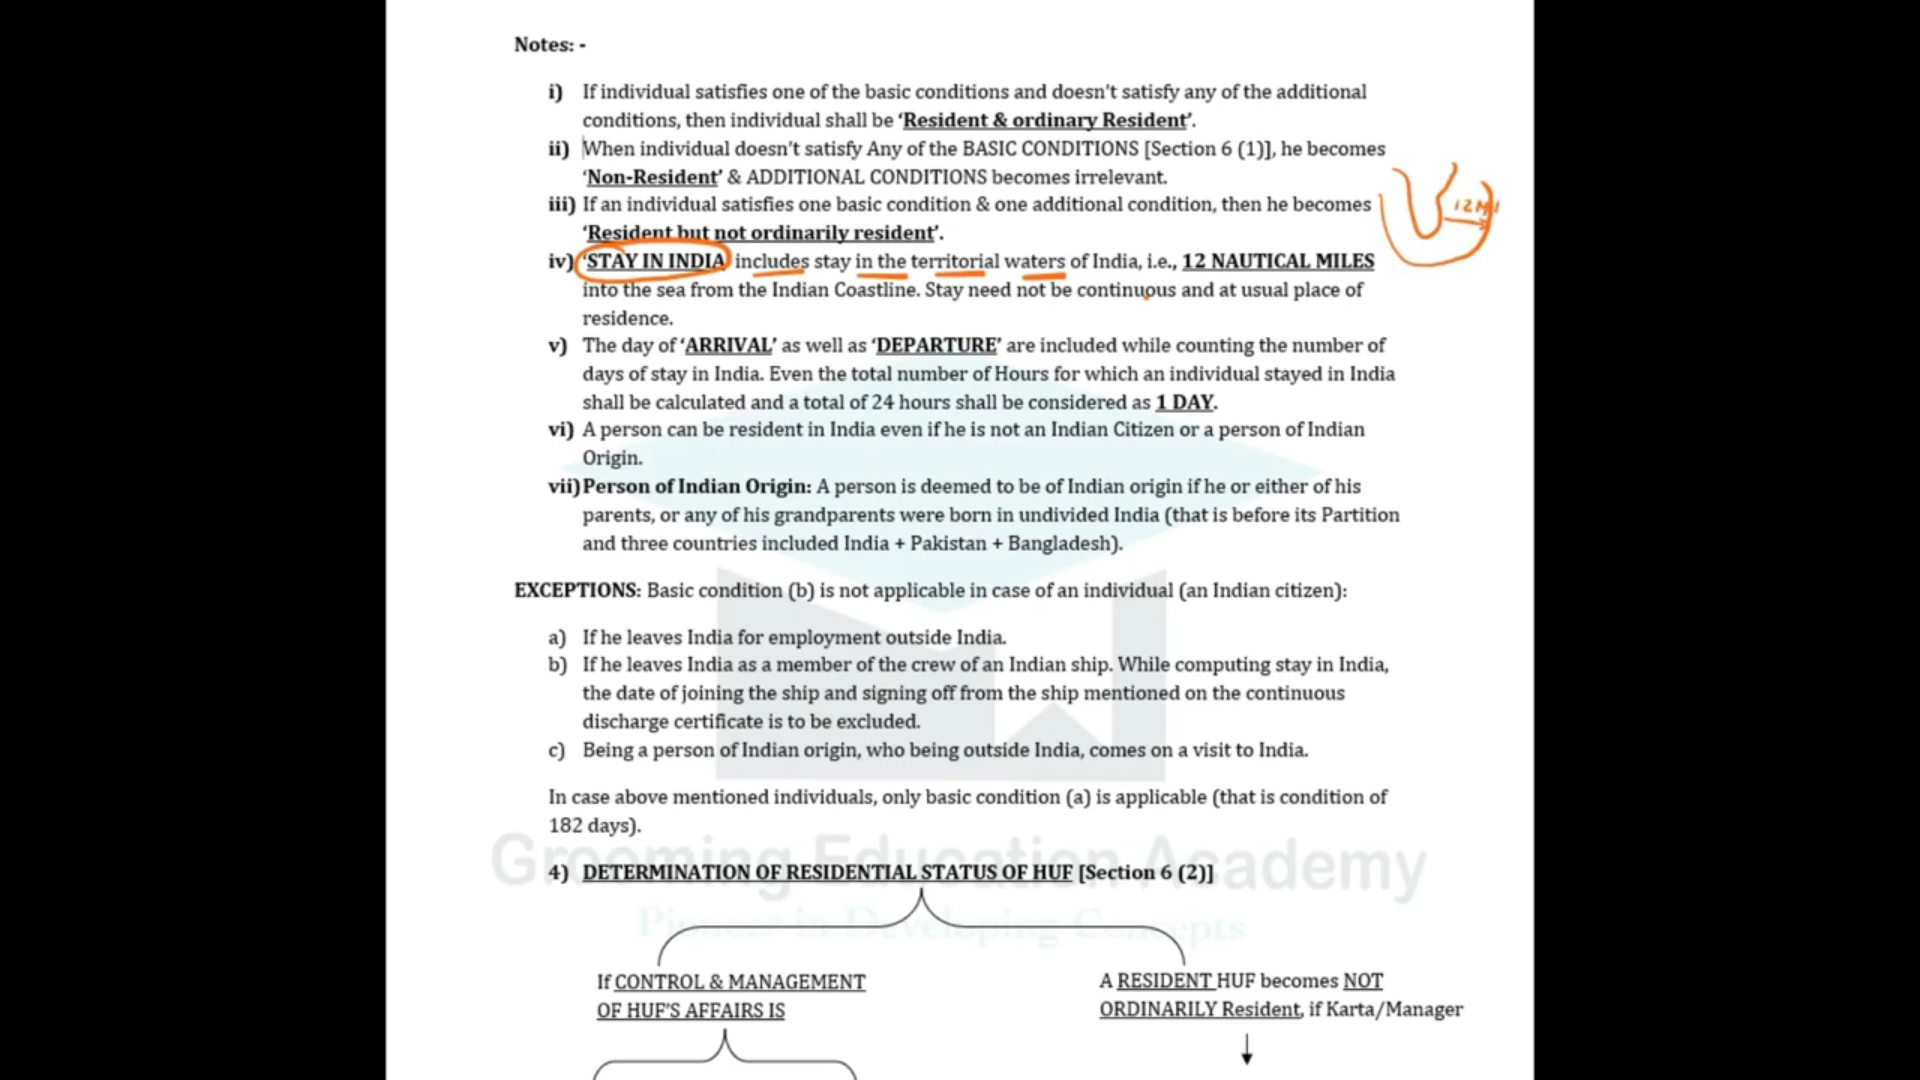 Notes: -
i) If individual satisfies one of the basic conditions and doesn't satisfy any of the additional
conditions, then individual shall be 'Resident & ordinary Resident'.
ii) When individual doesn't satisfy Any of the BASIC CONDITIONS [Section 6 (1)], he becomes
'Non-Resident' & ADDITIONAL CONDITIONS becomes irrelevant.
iii) If an individual satisfies one basic condition & one additional condition, then he becomes
'Resident but not ordinarily resident'.
12M
iv) 'STAY IN INDIA includes stay in the territorial waters of India, i.e., 12 NAUTICAL MILES
into the sea from the Indian Coastline. Stay need not be continuous and at usual place of
residence.
v) The day of 'ARRIVAL' as well as 'DEPARTURE' are included while counting the number of
days of stay in India. Even the total number of Hours for which an individual stayed in India
shall be calculated and a total of 24 hours shall be considered as 1 DAY.
vi) A person can be resident in India even if he is not an Indian Citizen or a person of Indian
Origin.
vii) Person of Indian Origin: A person is deemed to be of Indian origin if he or either of his
parents, or any of his grandparents were born in undivided India (that is before its Partition
and three countries included India + Pakistan + Bangladesh).
EXCEPTIONS: Basic condition (b) is not applicable in case of an individual (an Indian citizen):
a) If he leaves India for employment outside India.
b) If he leaves India as a member of the crew of an Indian ship. While computing stay in India,
the date of joining the ship and signing off from the ship mentioned on the continuous
discharge certificate is to be excluded.
c) Being a person of Indian origin, who being outside India, comes on a visit to India.
In case above mentioned individuals, only basic condition (a) is applicable (that is condition of
182 days).
Grooming Education Academy
4) DETERMINATION OF RESIDENTIAL STATUS OF HUF [Section 6 (2)]
Pioneer in Developing Concepts
If CONTROL & MANAGEMENT
OF HUF'S AFFAIRS IS
A RESIDENT HUF becomes NOT
ORDINARILY Resident, if Karta/Manager